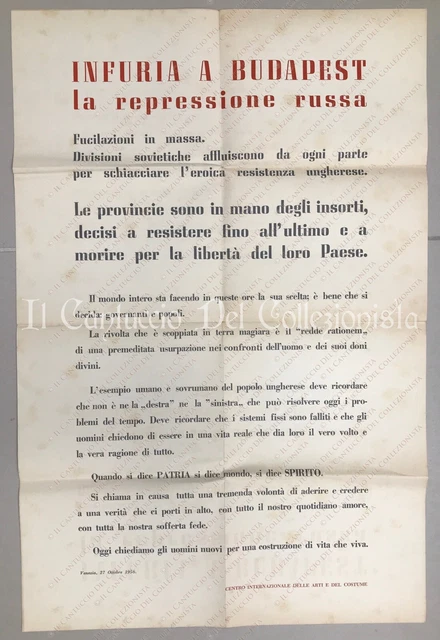 INFURIA A BUDAPEST
la repressione russa
Fucilazioni in massa.
Divisioni sovietiche affluiscono da ogni parte
per schiacciare l'eroica resistenza ungherese.
Le provincie sono in mano degli insorti,
decisi a resistere fino all'ultimo e a
morire per la libertà del loro Paese.
Il mondo intero sta facendo in queste ore la sua scelta; è bene che si
decida: governanti e popoli.
Il Cantuccio Del Collezionista
La rivolta che è scoppiata in terra magiara è il "redde rationem„
di una premeditata usurpazione nei confronti dell'uomo e dei suoi doni
divini.
L'esempio umano e sovrumano del popolo ungherese deve ricordare
che non è ne la „destra" ne la "sinistra„ che può risolvere oggi i pro-
blemi del tempo. Deve ricordare che i sistemi fissi sono falliti e che gli
uomini chiedono di essere in una vita reale che dia loro il vero volto e
la vera ragione di tutto.
Quando si dice PATRIA si dice mondo, si dice SPIRITO.
Si chiama in causa tutta una tremenda volontà di aderire e credere
a una verità che ci porti in alto, con tutto il nostro quotidiano amore,
con tutta la nostra sofferta fede.
Oggi chiediamo gli uomini nuovi per una costruzione di vita che viva.
Venezia, 27 Ottobre 1956.
CENTRO INTERNAZIONALE DELLE ARTI E DEL COSTUME